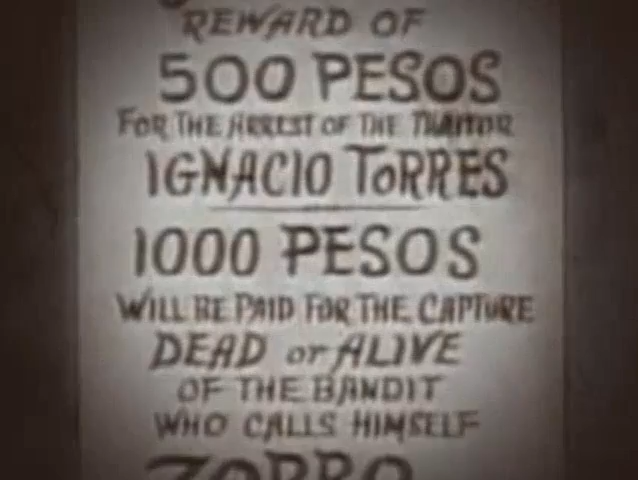 REWARD OF
500 PESOS
FOR THE ARREST OF THE TRAITOR
IGNACIO TORRES
1000 PESOS
WILL BE PAID FOR THE CAPTURE
DEAD or ALIVE
OF THE BANDIT
WHO CALLS HIMSELF
ZORRO